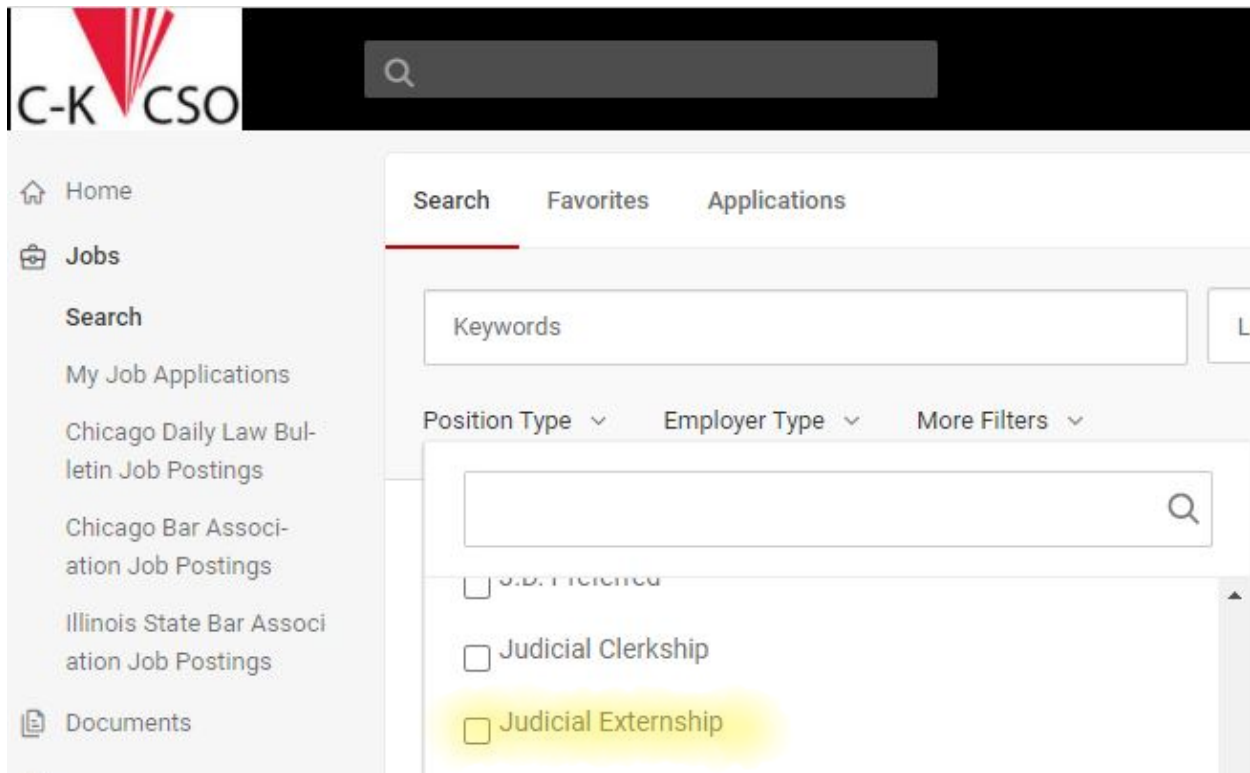 C-K CSO
Home
Jobs
Search
My Job Applications
Chicago Daily Law Bul-
letin Job Postings
Chicago Bar Associ-
ation Job Postings
Illinois State Bar Associ
ation Job Postings
Documents
Search Favorites Applications
Keywords
L
Position Type Employer Type More Filters
J.D. Preferred
Judicial Clerkship
Judicial Externship